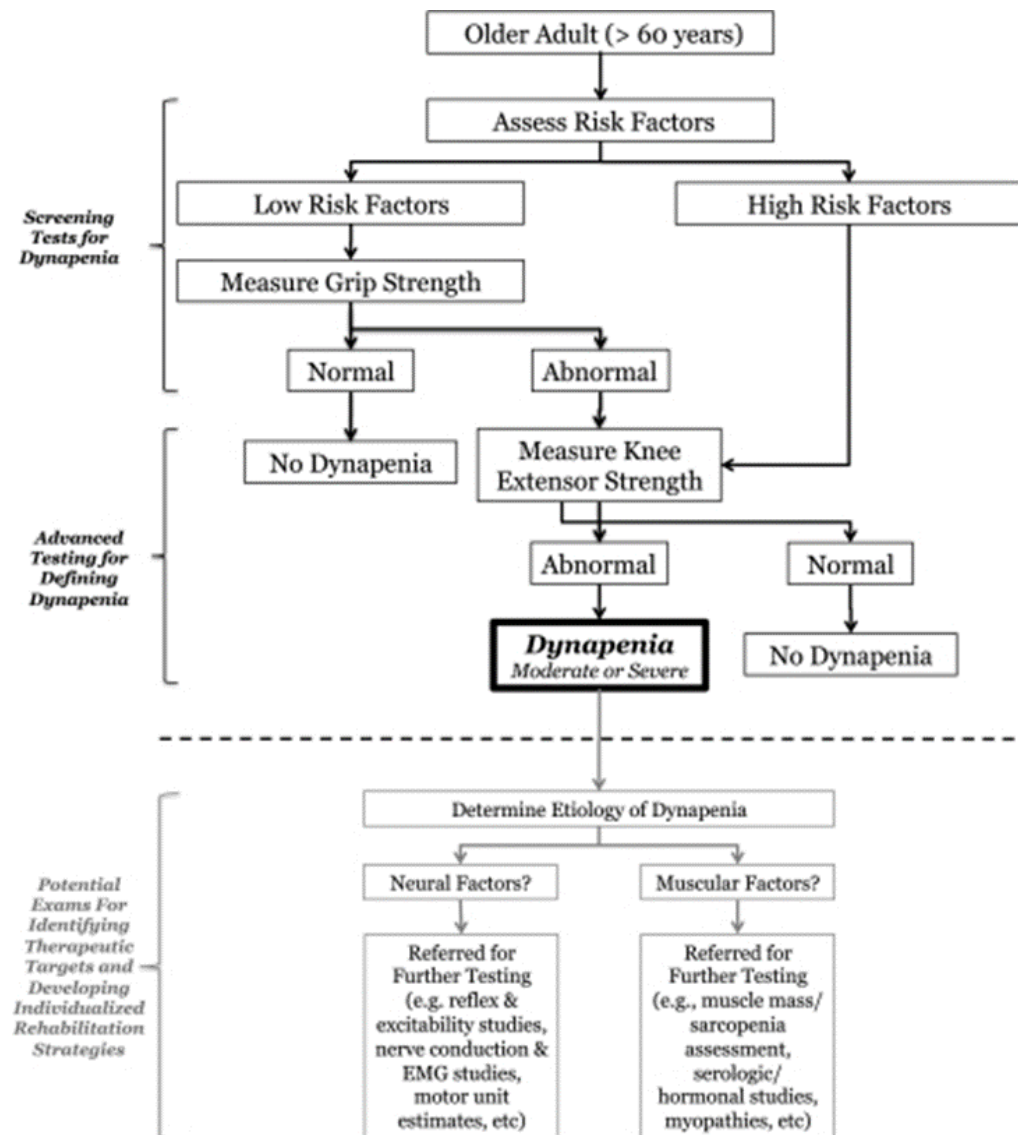 Older Adult (> 60 years)
Assess Risk Factors
Low Risk Factors
High Risk Factors
Screening
Tests for
Dynapenia
Measure Grip Strength
Normal
Abnormal
No Dynapenia
Measure Knee
Extensor Strength
Advanced
Testing for
Defining
Dynapenia
Abnormal
Normal
Dynapenia
Moderate or Severe
No Dynapenia
Determine Etiology of Dynapenia
Neural Factors?
Muscular Factors?
Potential
Exams For
Identifying
Therapeutic
Targets and
Developing
Individualized
Rehabilitation
Strategies
Referred for
Further Testing
(e.g. reflex &
excitability studies,
nerve conduction &
EMG studies,
motor unit
estimates, etc)
Referred for
Further Testing
(e.g., muscle mass/
sarcopenia
assessment,
serologic/
hormonal studies,
myopathies, etc)